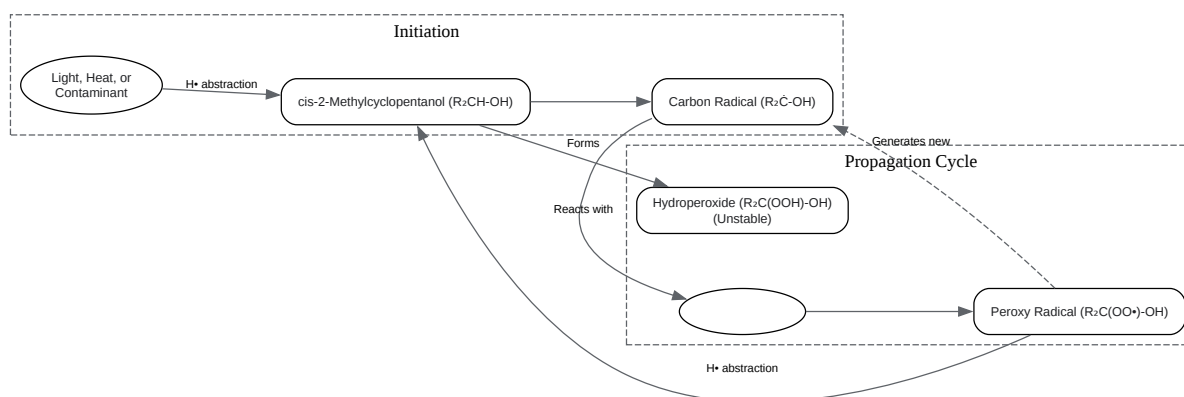 Initiation
Light, Heat, or
Contaminant
H• abstraction
cis-2-Methylcyclopentanol (R₂CH-OH)
Carbon Radical (R₂Ċ-OH)
Forms
Generates new
Propagation Cycle
Hydroperoxide (R₂C(OOH)-OH)
(Unstable)
Reacts with
Peroxy Radical (R₂C(OO•)-OH)
H• abstraction